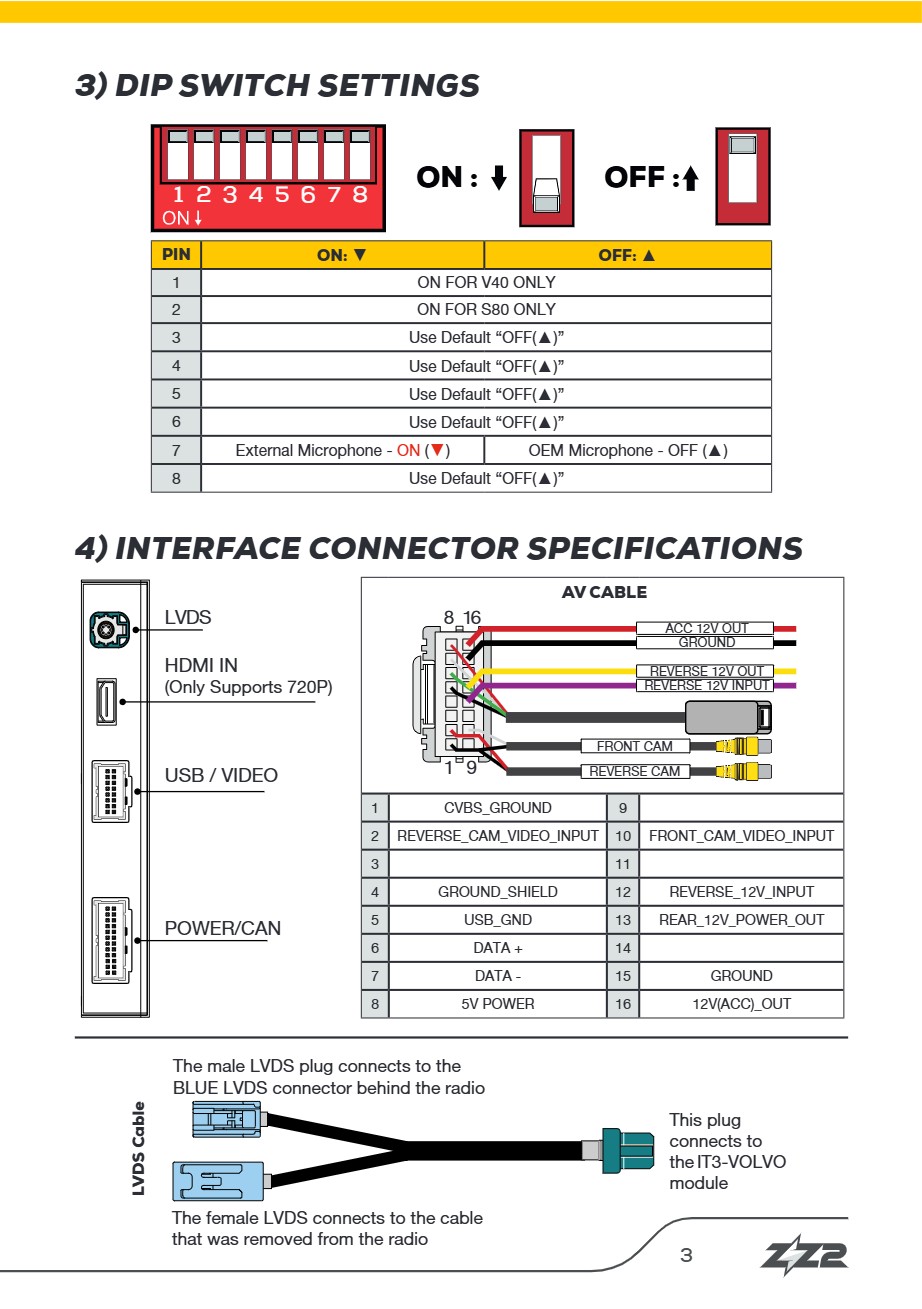 3) DIP SWITCH SETTINGS
1 2 3 4 5 6 7 8
ON ↓
ON : ↓
OFF : ↑
PIN ON: ▼ OFF: ▲
1 ON FOR V40 ONLY
2 ON FOR S80 ONLY
3 Use Default “OFF(▲)”
4 Use Default “OFF(▲)”
5 Use Default “OFF(▲)”
6 Use Default “OFF(▲)”
7 External Microphone - ON (▼) OEM Microphone - OFF (▲)
8 Use Default “OFF(▲)”
4) INTERFACE CONNECTOR SPECIFICATIONS
LVDS
HDMI IN
(Only Supports 720P)
USB / VIDEO
POWER/CAN
AV CABLE
8 16
ACC 12V OUT
GROUND
REVERSE 12V OUT
REVERSE 12V INPUT
FRONT CAM
REVERSE CAM
1 9
1 CVBS_GROUND 9
2 REVERSE_CAM_VIDEO_INPUT 10 FRONT_CAM_VIDEO_INPUT
3 11
4 GROUND_SHIELD 12 REVERSE_12V_INPUT
5 USB_GND 13 REAR_12V_POWER_OUT
6 DATA + 14
7 DATA - 15 GROUND
8 5V POWER 16 12V(ACC)_OUT
LVDS Cable
The male LVDS plug connects to the
BLUE LVDS connector behind the radio
This plug
connects to
the IT3-VOLVO
module
The female LVDS connects to the cable
that was removed from the radio
3
ZZ2